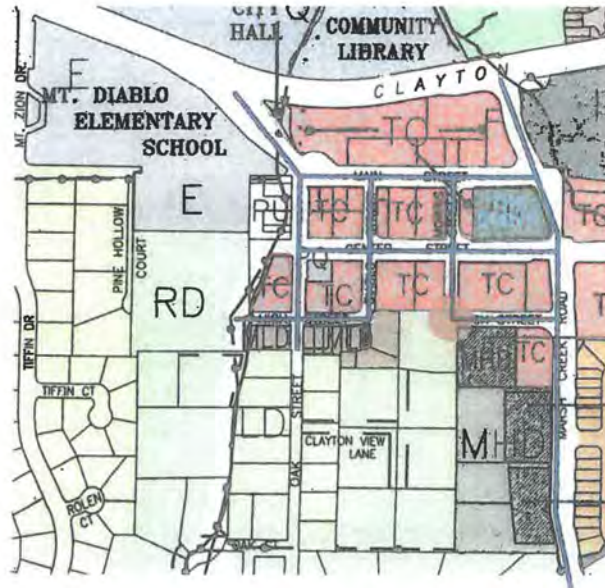 CITY
HALL
COMMUNITY
LIBRARY
CLAYTON
MT. ZION DR.
MT. DIABLO
ELEMENTARY
SCHOOL
E
TC
MAIN STREET
PINE HOLLOW
COURT
E
PU
TC
TC
CENTER STREET
RD
TC
TC
TC
TC
TC
TIFFIN DR
MLD
STREET
ROAD
TC
TIFFIN CT
LD
OAK STREET
CLAYTON VIEW
LANE
MHD
MARSH CREEK
ROLEN
CT